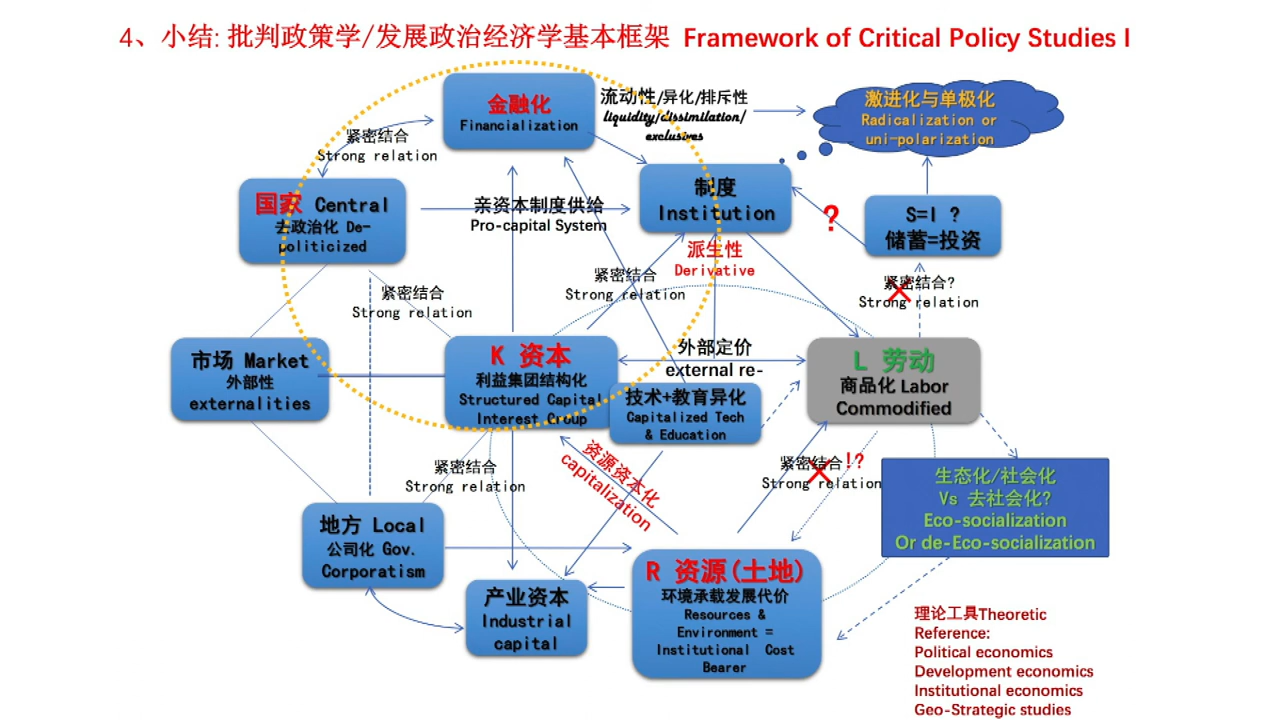 4、小结: 批判政策学/发展政治经济学基本框架 Framework of Critical Policy Studies I
金融化
Financialization
流动性/异化/排斥性
liquidity/dissimilation/
exclusives
激进化与单极化
Radicalization or
uni-polarization
紧密结合
Strong relation
国家 Central
去政治化 De-
politicized
亲资本制度供给
Pro-capital System
制度
Institution
?
S=I ?
储蓄=投资
派生性
Derivative
紧密结合
Strong relation
紧密结合
Strong relation
紧密结合?
Strong relation
市场 Market
外部性
externalities
K 资本
利益集团结构化
Structured Capital
Interest Group
外部定价
external re-
L 劳动
商品化 Labor
Commodified
技术+教育异化
Capitalized Tech
& Education
紧密结合
Strong relation
资源资本化
capitalization
紧密结合!?
Strong relation
生态化/社会化
Vs 去社会化?
Eco-socialization
Or de-Eco-socialization
地方 Local
公司化 Gov.
Corporatism
产业资本
Industrial
capital
R 资源(土地)
环境承载发展代价
Resources &
Environment =
Institutional Cost
Bearer
理论工具Theoretic
Reference:
Political economics
Development economics
Institutional economics
Geo-Strategic studies